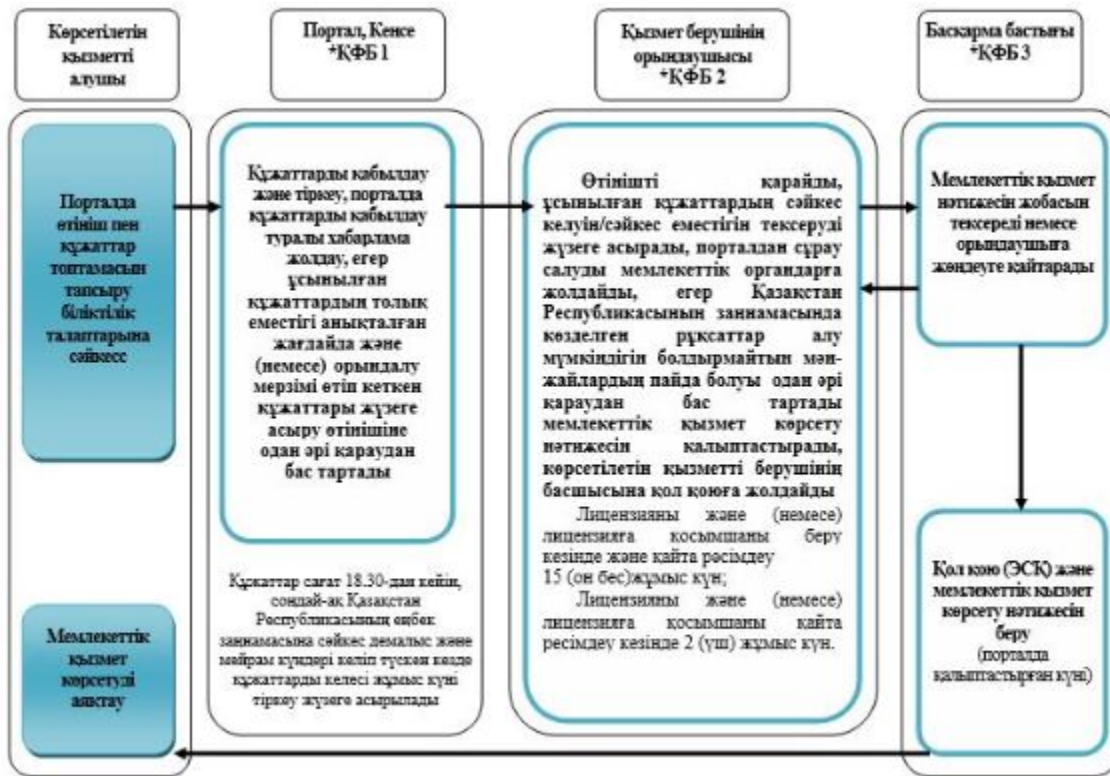 Көрсетілетін
қызметті
алушы
Портал, Кеңсе
*ҚФБ 1
Қызмет берушінің
орындаушысы
*ҚФБ 2
Басқарма бастығы
*ҚФБ 3
Порталда
өтініш пен
құжаттар
топтамасын
тапсыру
біліктілік
талаптарына
сәйкесс
Құжаттарды қабылдау
және тіркеу, порталда
құжаттарды қабылдау
туралы хабарлама
жолдау, егер
ұсынылған
құжаттардың толық
еместігі анықталған
жағдайда және
(немесе) орындалу
мерзімі өтіп кеткен
құжаттары жүзеге
асыру өтінішіне
одан әрі қараудан
бас тартады
Құжаттар сағат 18.30-дан кейін,
сондай-ақ Қазақстан
Республикасының еңбек
заңнамасына сәйкес демалыс және
мейрам күндері келіп түскен кезде
құжаттарды келесі жұмыс күні
тіркеу жүзеге асырылады
Өтінішті қарайды,
ұсынылған құжаттардың сәйкес
келуін/сәйкес еместігін тексеруді
жүзеге асырады, порталдан сұрау
салуды мемлекеттік органдарға
жолдайды, егер Қазақстан
Республикасының заңнамасында
көзделген рұқсаттар алу
мүмкіндігін болдырмайтын мән-
жайлардың пайда болуы одан әрі
қараудан бас тартады
мемлекеттік қызмет көрсету
нәтижесін қалыптастырады,
көрсетілетін қызметті берушінің
басшысына қол қоюға жолдайды
Лицензияны және (немесе)
лицензияға қосымшаны беру
кезінде және қайта рәсімдеу
15 (он бес)жұмыс күн;
Лицензияны және (немесе)
лицензияға қосымшаны қайта
ресімдеу кезінде 2 (үш) жұмыс күн.
Мемлекеттік қызмет
нәтижесін жобасын
тексереді немесе
орындаушыға
жөндеуге қайтарады
Қол қою (ЭСҚ) және
мемлекеттік қызмет
көрсету нәтижесін
беру
(порталда
қалыптастырған күні)
Мемлекеттік
қызмет
көрсетуді
аяқтау